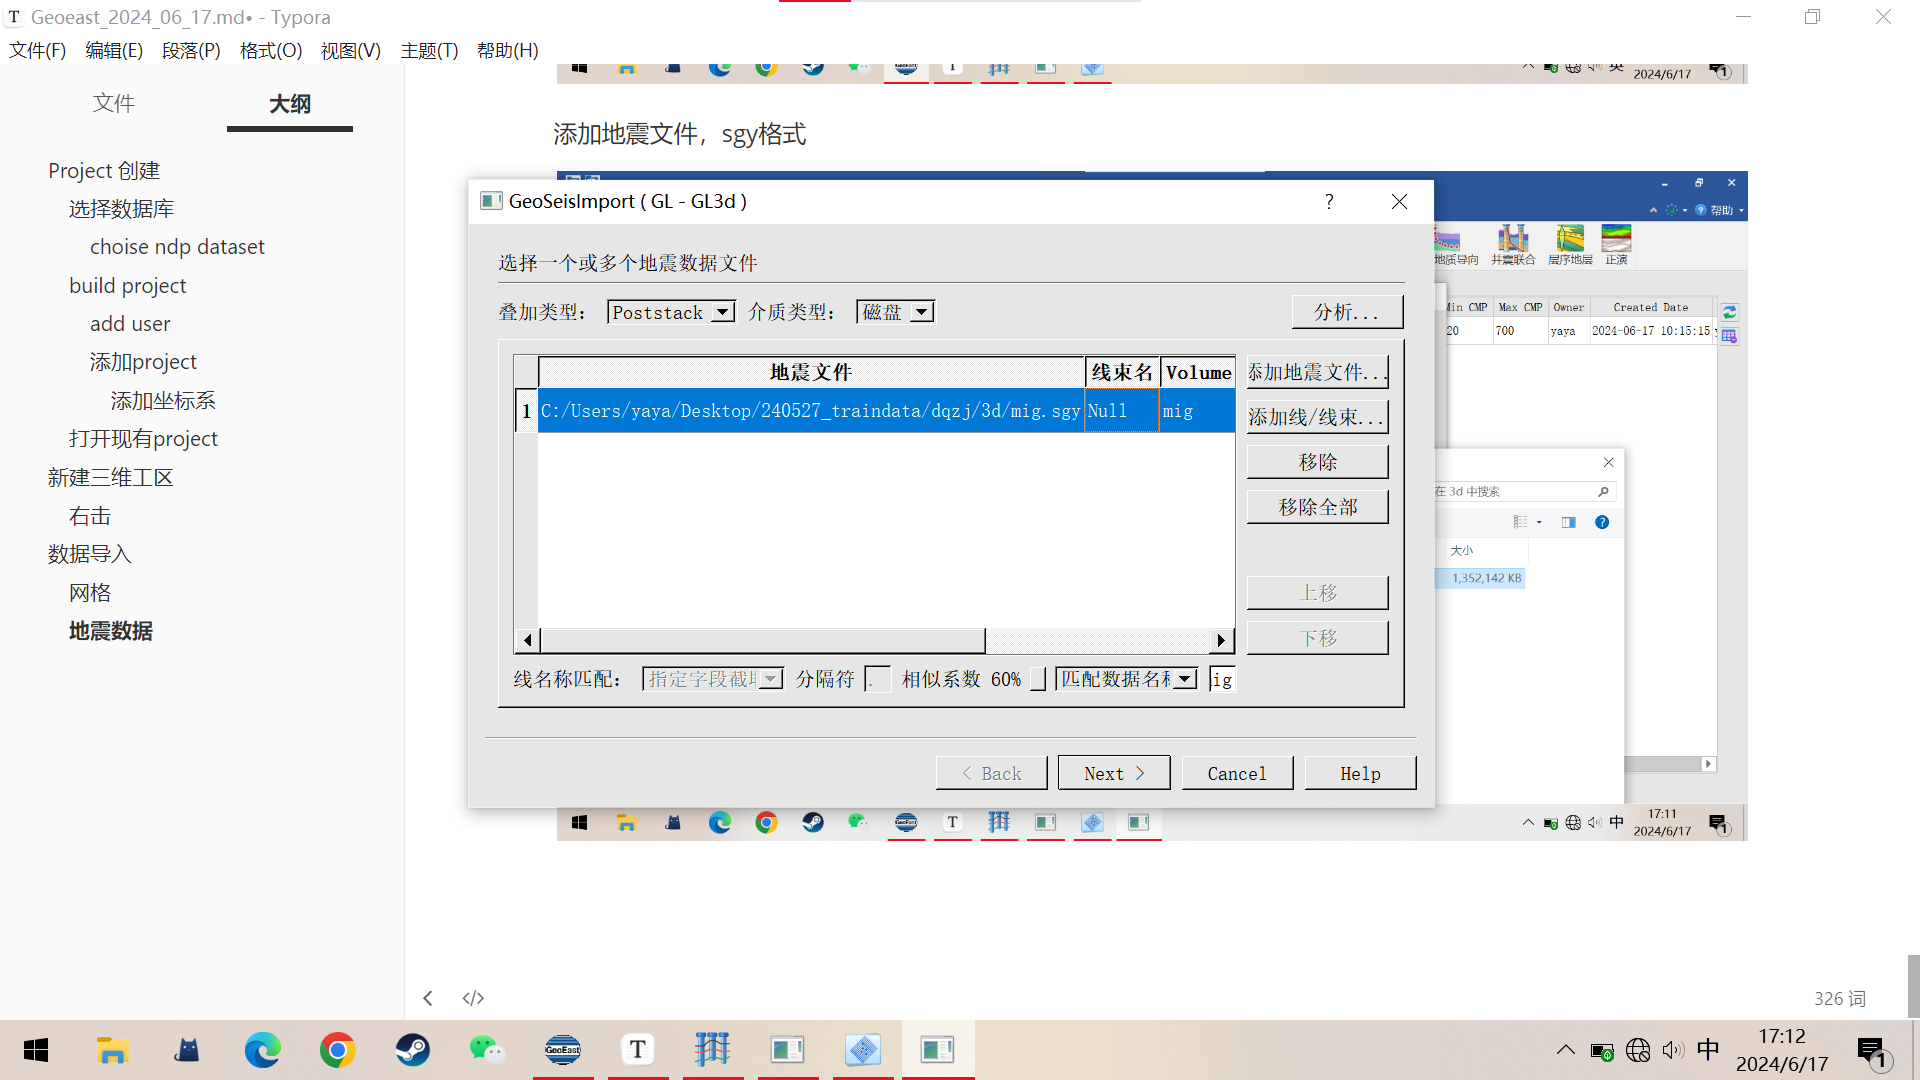 Geoeast_2024_06_17.md• - Typora
文件(F) 编辑(E) 段落(P) 格式(O) 视图(V) 主题(T) 帮助(H)
文件 大纲
Project 创建
选择数据库
choise ndp dataset
build project
add user
添加project
添加坐标系
打开现有project
新建三维工区
右击
数据导入
网格
地震数据
2024/6/17
添加地震文件，sgy格式
帮助
地质导向 井震联合 层序地层 正演
Max CMP Owner Created Date
20 700 yaya 2024-06-17 10:15:15
在 3d 中搜索
大小
1,352,142 KB
GeoSeisImport ( GL - GL3d )
?
选择一个或多个地震数据文件
叠加类型： Poststack 介质类型： 磁盘 分析...
地震文件 线束名 Volume
1 C:/Users/yaya/Desktop/240527_traindata/dqzj/3d/mig.sgy Null mig
添加地震文件...
添加线/线束...
移除
移除全部
上移
下移
线名称匹配： 指定字段截 分隔符 . 相似系数 60% 匹配数据名称 ig
< Back Next > Cancel Help
GeoEast T 中 17:11
2024/6/17 1
</> 326 词
GeoEast T 中 17:12
2024/6/17 1